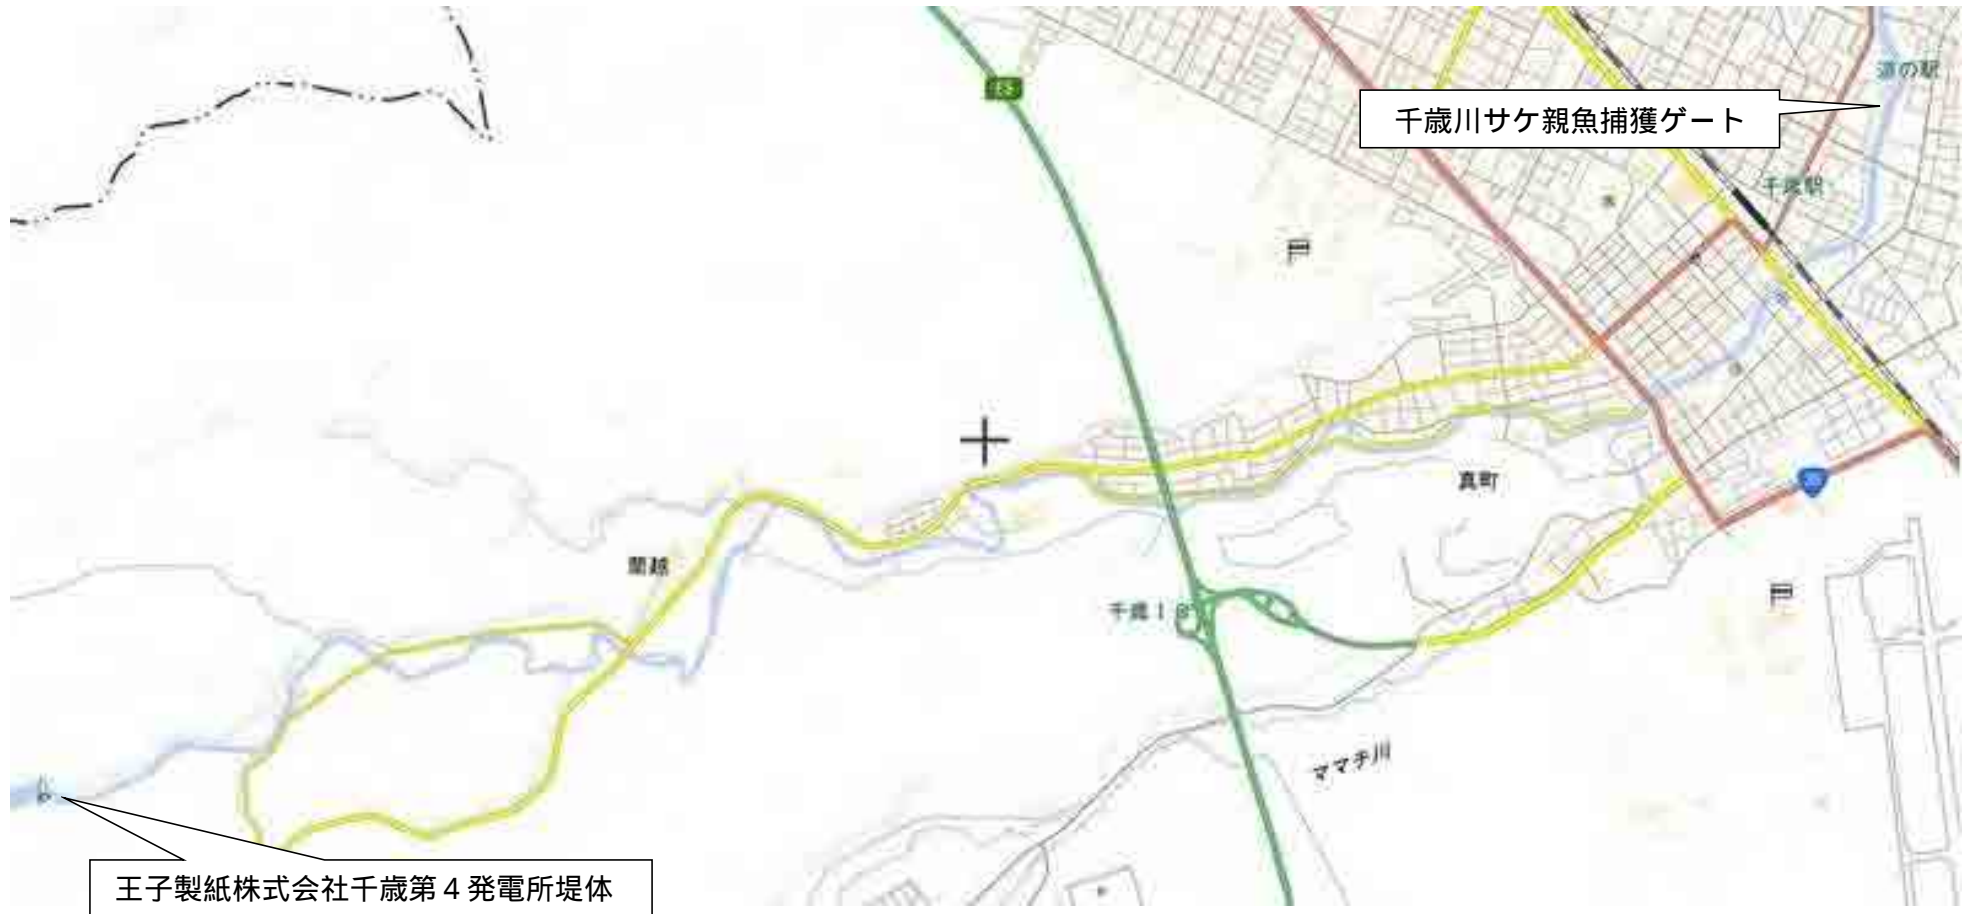 道の駅
千歳川サケ親魚捕獲ゲート
千歳駅
真町
蘭越
千歳IC
ママチ川
王子製紙株式会社千歳第4発電所堤体